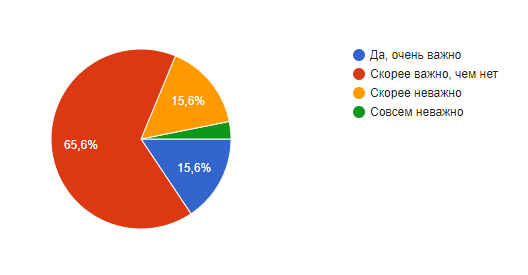 Да, очень важно
Скорее важно, чем нет
Скорее неважно
Совсем неважно
15,6%
65,6%
15,6%